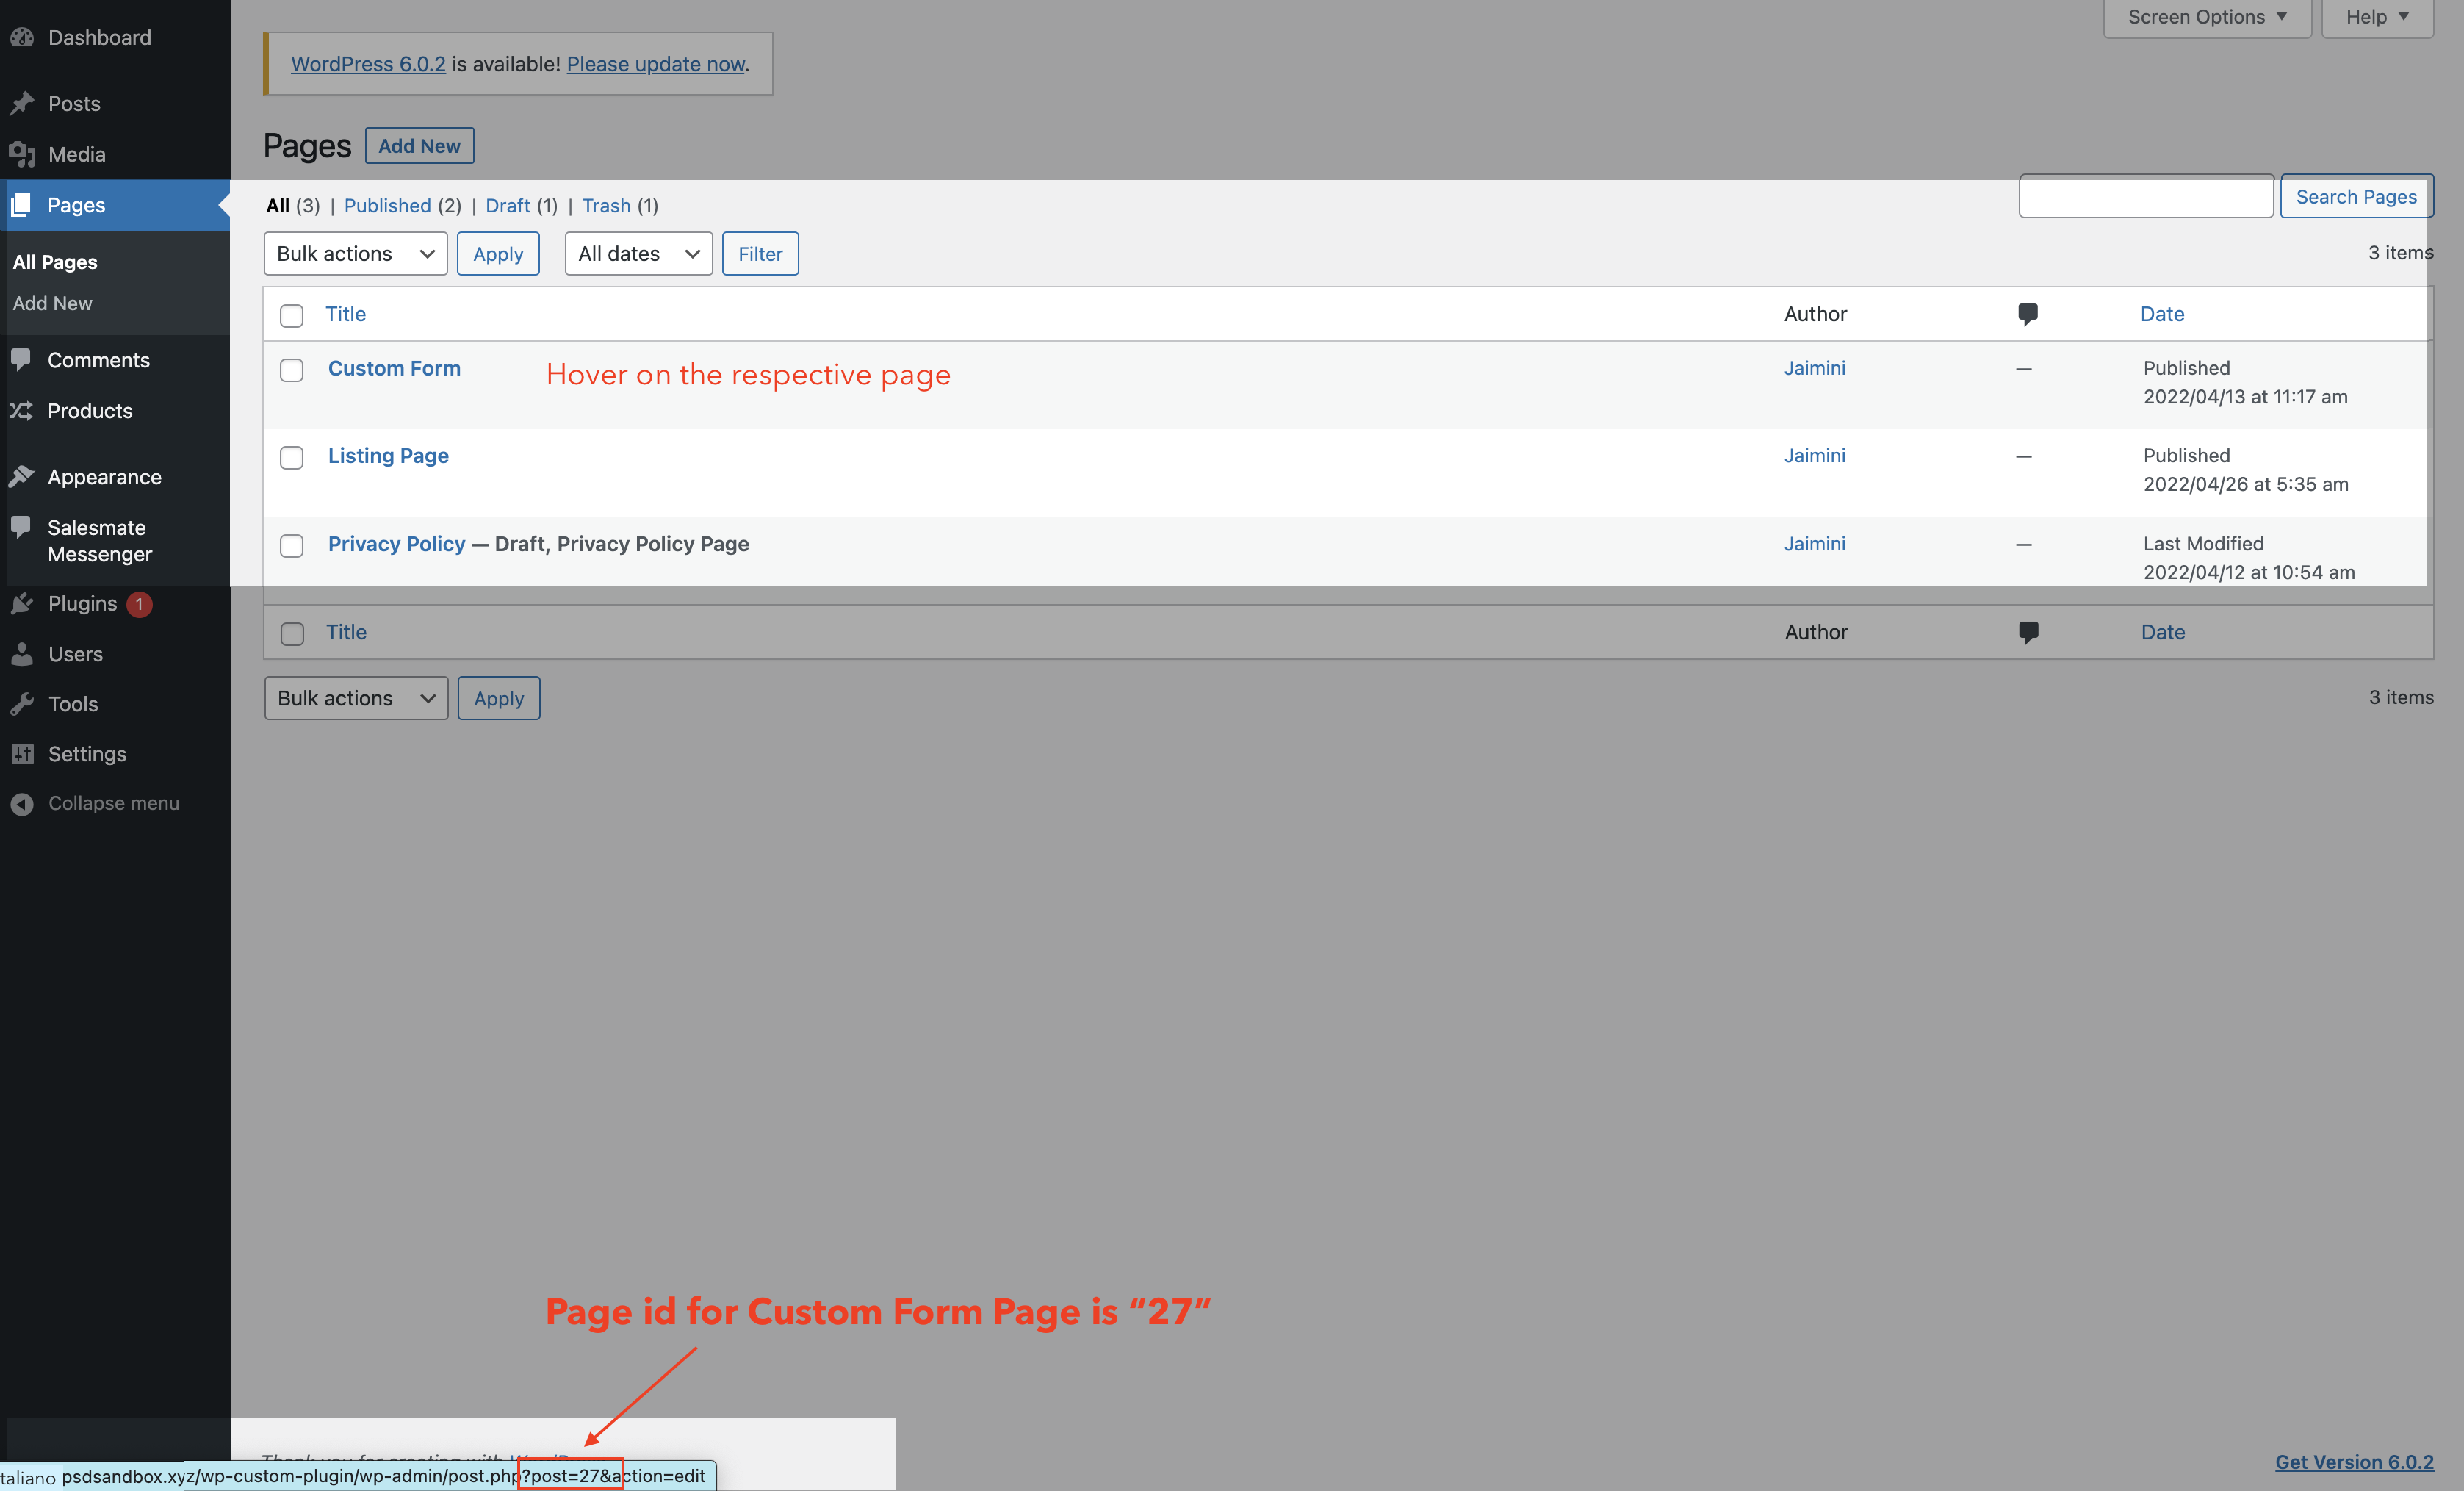 Dashboard
Posts
Media
Pages
All Pages
Add New
Comments
Products
Appearance
Salesmate
Messenger
Plugins 1
Users
Tools
Settings
Collapse menu
Screen Options ▼
Help ▼
WordPress 6.0.2 is available! Please update now.
Pages Add New
All (3) | Published (2) | Draft (1) | Trash (1)
Search Pages
Bulk actions Apply All dates Filter
3 items
Title Author Date
Custom Form Hover on the respective page Jaimini — Published
2022/04/13 at 11:17 am
Listing Page Jaimini — Published
2022/04/26 at 5:35 am
Privacy Policy — Draft, Privacy Policy Page Jaimini — Last Modified
2022/04/12 at 10:54 am
Title Author Date
Bulk actions Apply
3 items
Page id for Custom Form Page is “27”
Thank you for creating with
Get Version 6.0.2
taliano psdsandbox.xyz/wp-custom-plugin/wp-admin/post.php?post=27&action=edit